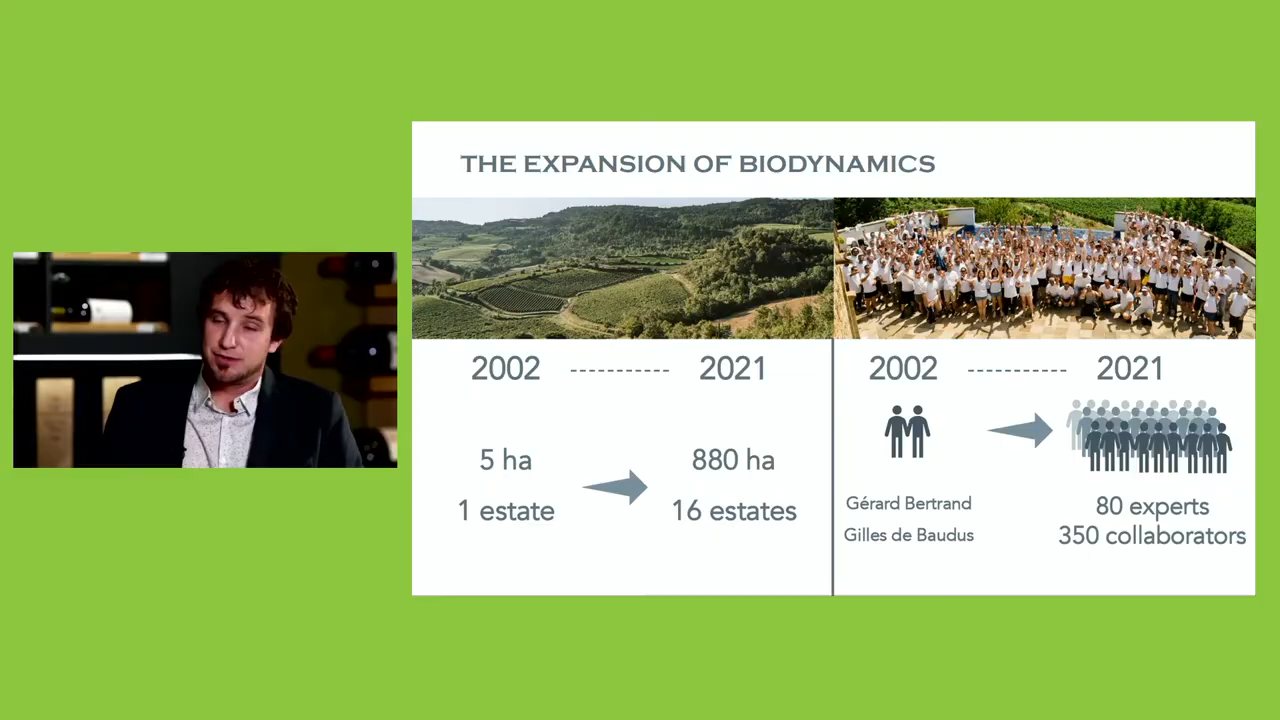 THE EXPANSION OF BIODYNAMICS
2002 ----------- 2021
5 ha
880 ha
1 estate
16 estates
2002 ----------- 2021
Gérard Bertrand
Gilles de Baudus
80 experts
350 collaborators